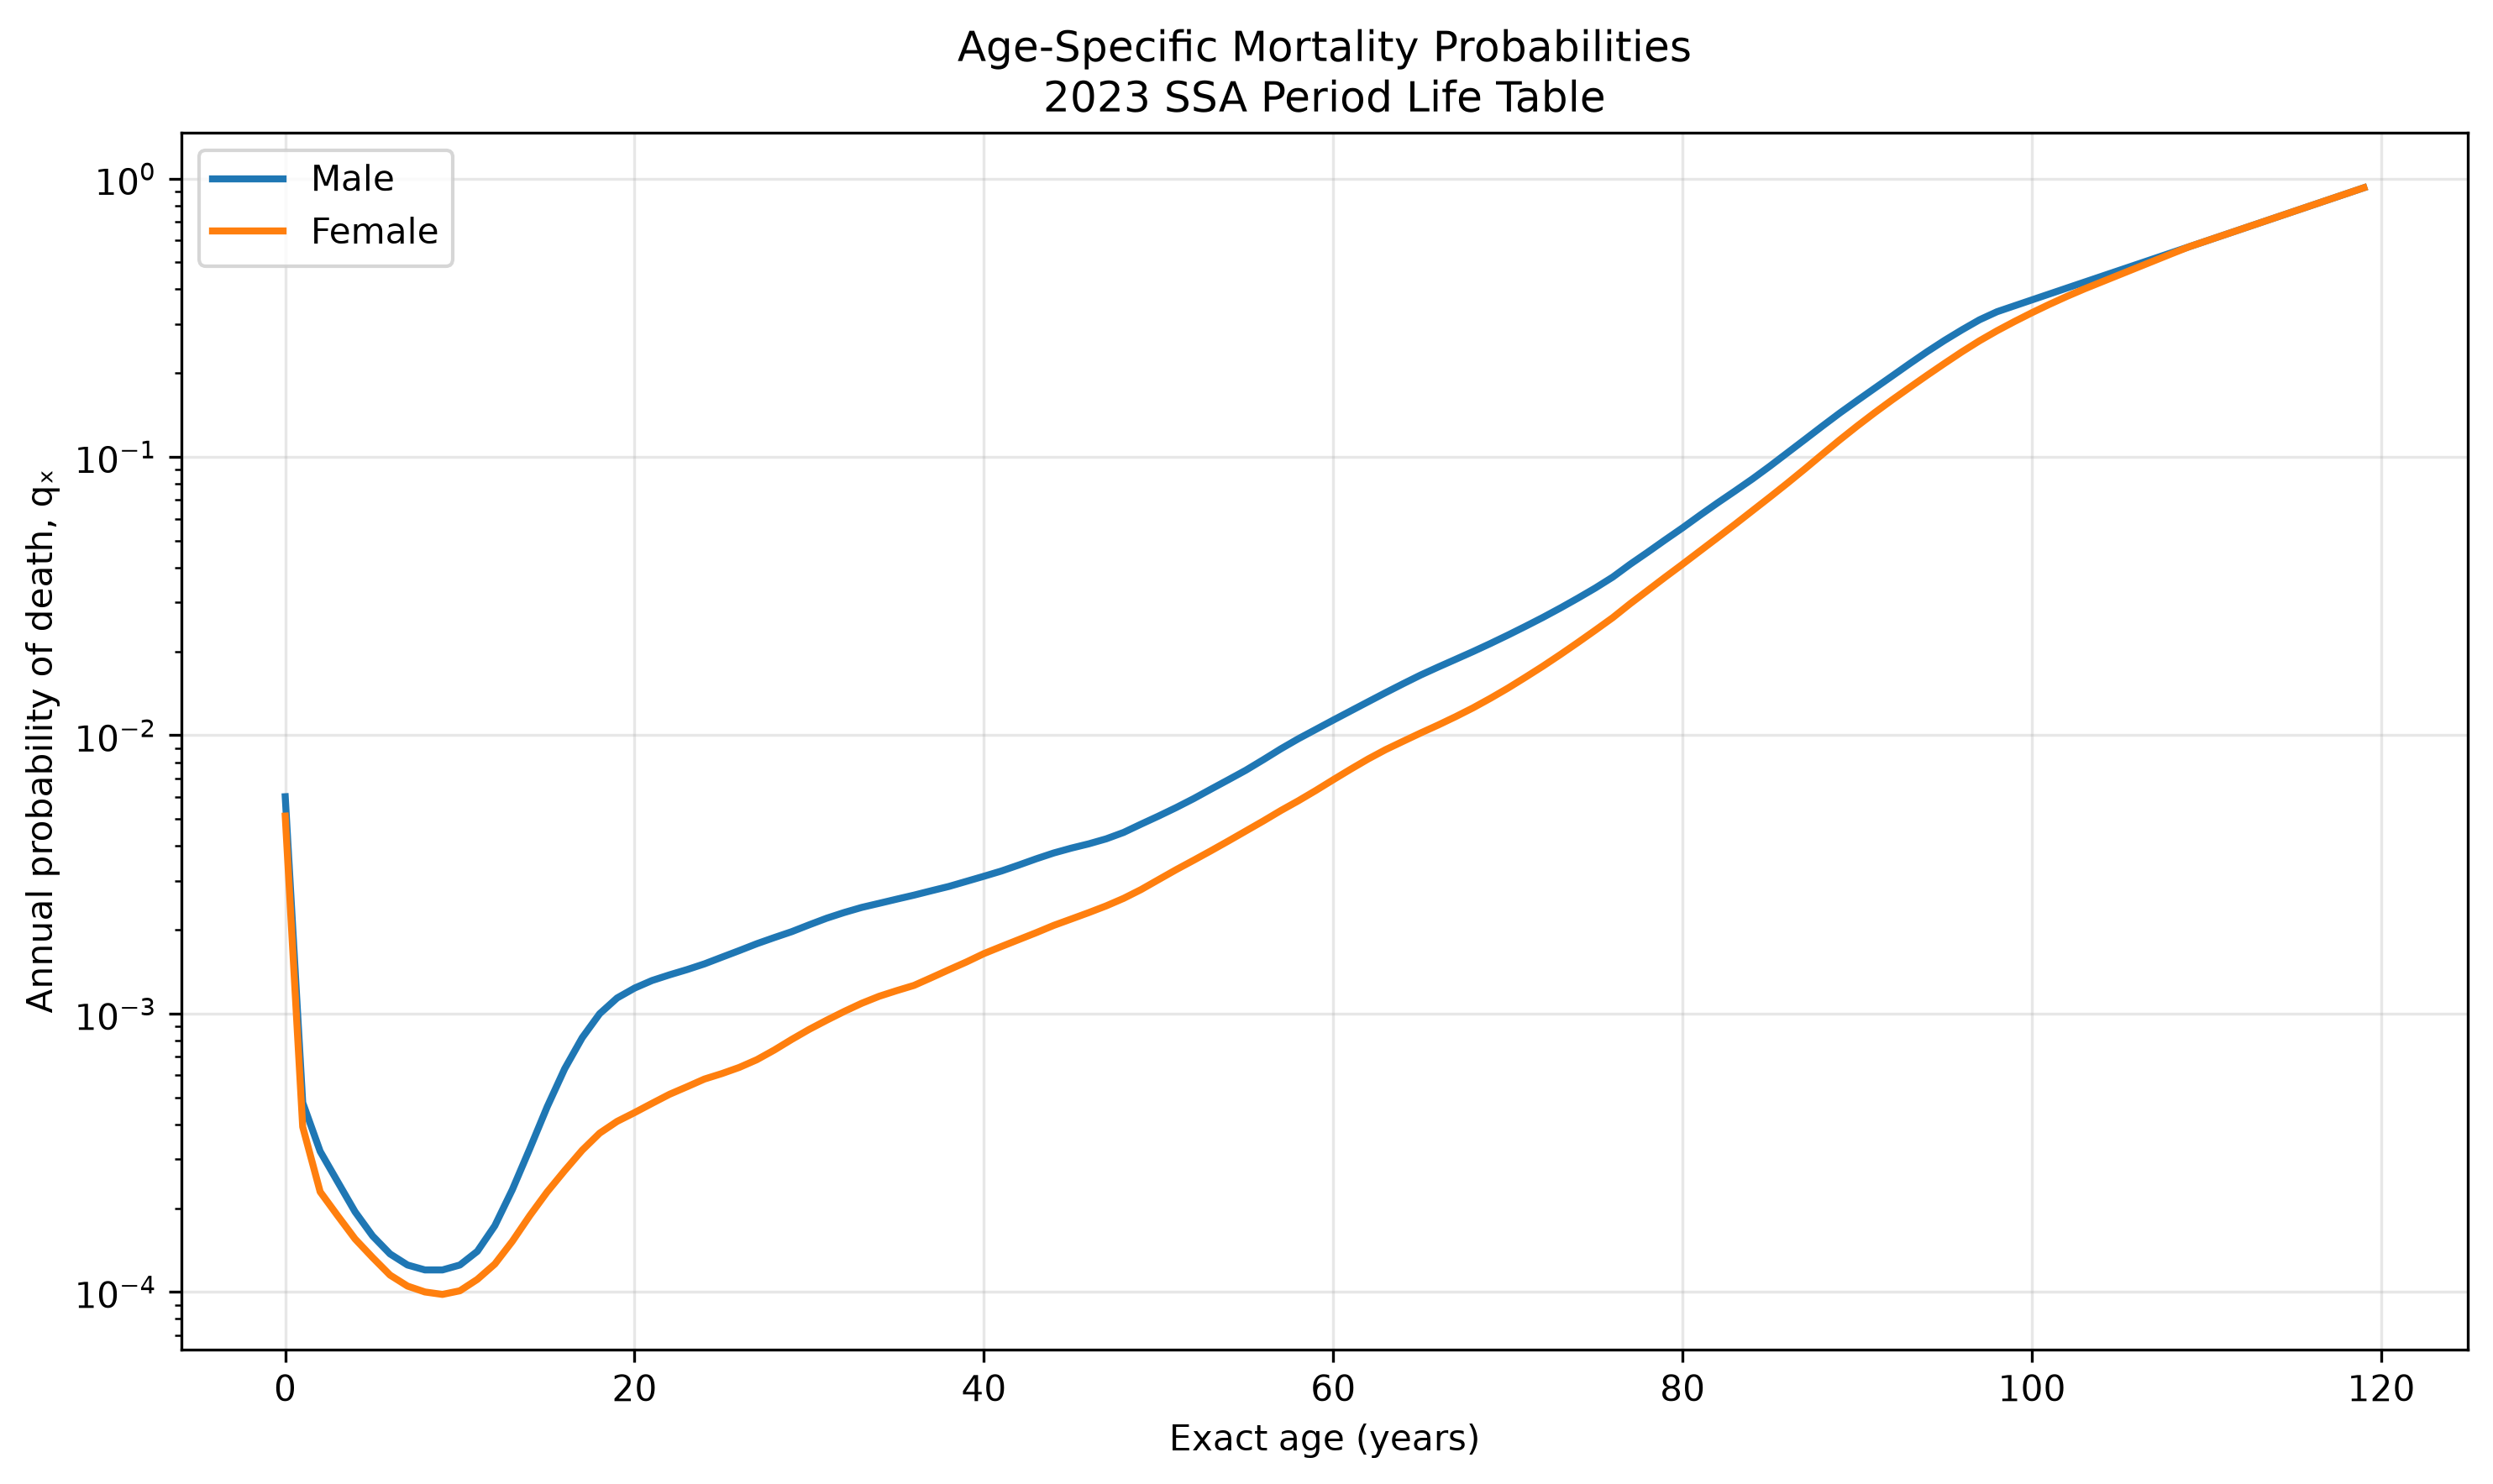 Age-Specific Mortality Probabilities
2023 SSA Period Life Table
Male
Female
10⁰
10⁻¹
10⁻²
10⁻³
10⁻⁴
Annual probability of death, qₓ
0 20 40 60 80 100 120
Exact age (years)